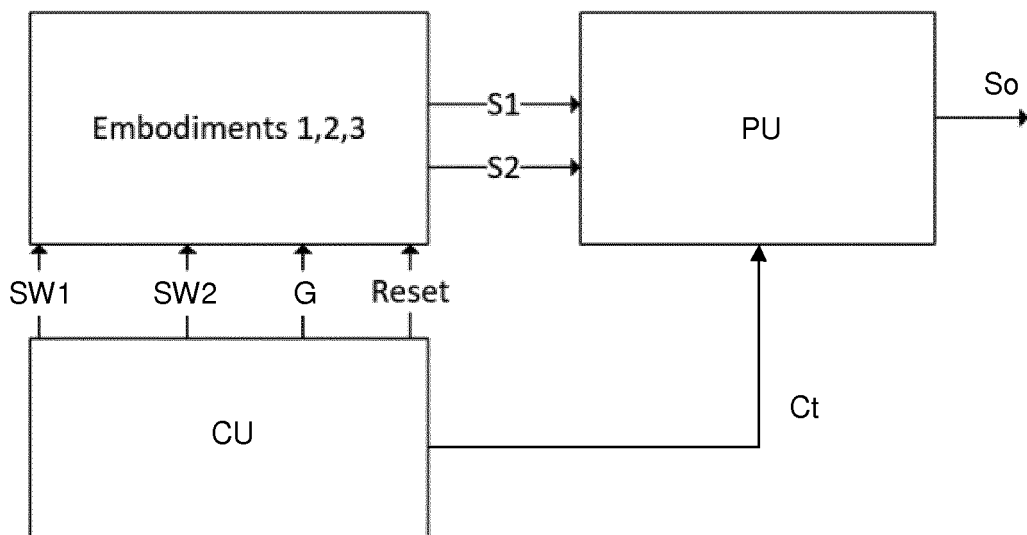 Embodiments 1,2,3
S1
S2
PU
So
SW1 SW2 G Reset
CU
Ct